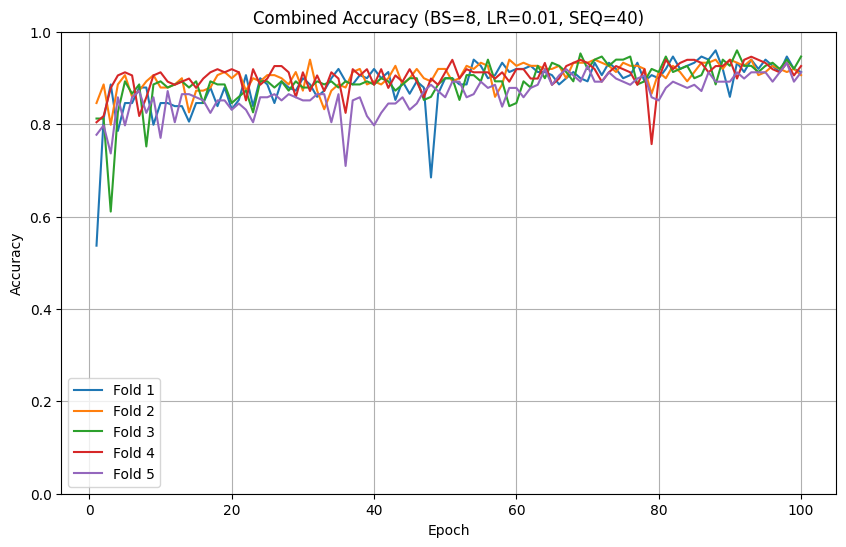 Combined Accuracy (BS=8, LR=0.01, SEQ=40)
1.0
0.8
0.6
0.4
0.2
0.0
Accuracy
Fold 1
Fold 2
Fold 3
Fold 4
Fold 5
0 20 40 60 80 100
Epoch